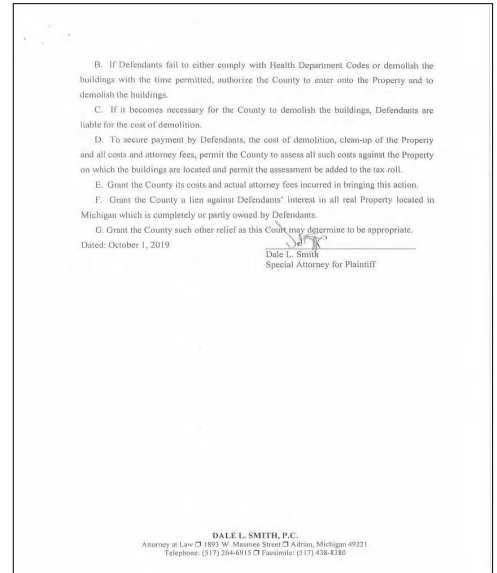 B. If Defendants fail to either comply with Health Department Codes or demolish the
buildings with the time permitted, authorize the County to enter onto the Property and to
demolish the buildings.
C. If it becomes necessary for the County to demolish the buildings, Defendants are
liable for the cost of demolition.
D. To secure payment by Defendants, the cost of demolition, clean-up of the Property
and all costs and attorney fees, permit the County to assess all such costs against the Property
on which the buildings are located and permit the assessment be added to the tax roll.
E. Grant the County its costs and actual attorney fees incurred in bringing this action.
F. Grant the County a lien against Defendants' interest in all real Property located in
Michigan which is completely or partly owned by Defendants.
G. Grant the County such other relief as this Court may determine to be appropriate.
Dated: October 1, 2019
Dale L. Smith
Special Attorney for Plaintiff
DALE L. SMITH, P.C.
Attorney at Law ❒ 1893 W. Maumee Street ❒ Adrian, Michigan 49221
Telephone: (517) 264-6915 ❒ Facsimile: (517) 438-8380